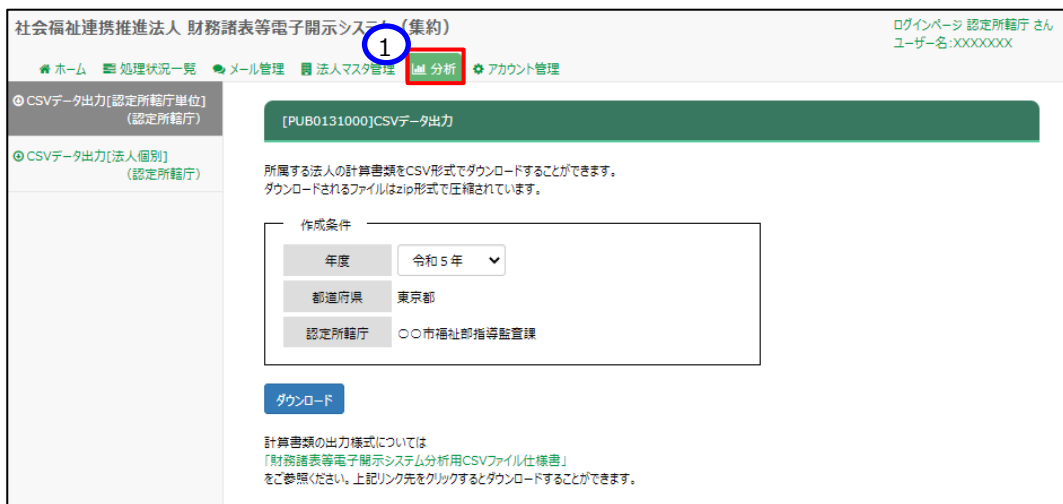 社会福祉連携推進法人 財務諸表等電子開示システム（集約）
ログインページ 認定所轄庁 さん
ユーザー名：XXXXXXX
1
ホーム 処理状況一覧 メール管理 法人マスタ管理 分析 アカウント管理
CSVデータ出力[認定所轄庁単位]
（認定所轄庁）
CSVデータ出力[法人個別]
（認定所轄庁）
[PUB0131000]CSVデータ出力
所属する法人の計算書類をCSV形式でダウンロードすることができます。
ダウンロードされるファイルはzip形式で圧縮されています。
作成条件
年度 令和５年
都道府県 東京都
認定所轄庁 〇〇市福祉部指導監査課
ダウンロード
計算書類の出力様式については
「財務諸表等電子開示システム分析用CSVファイル仕様書」
をご参照ください。上記リンク先をクリックするとダウンロードすることができます。